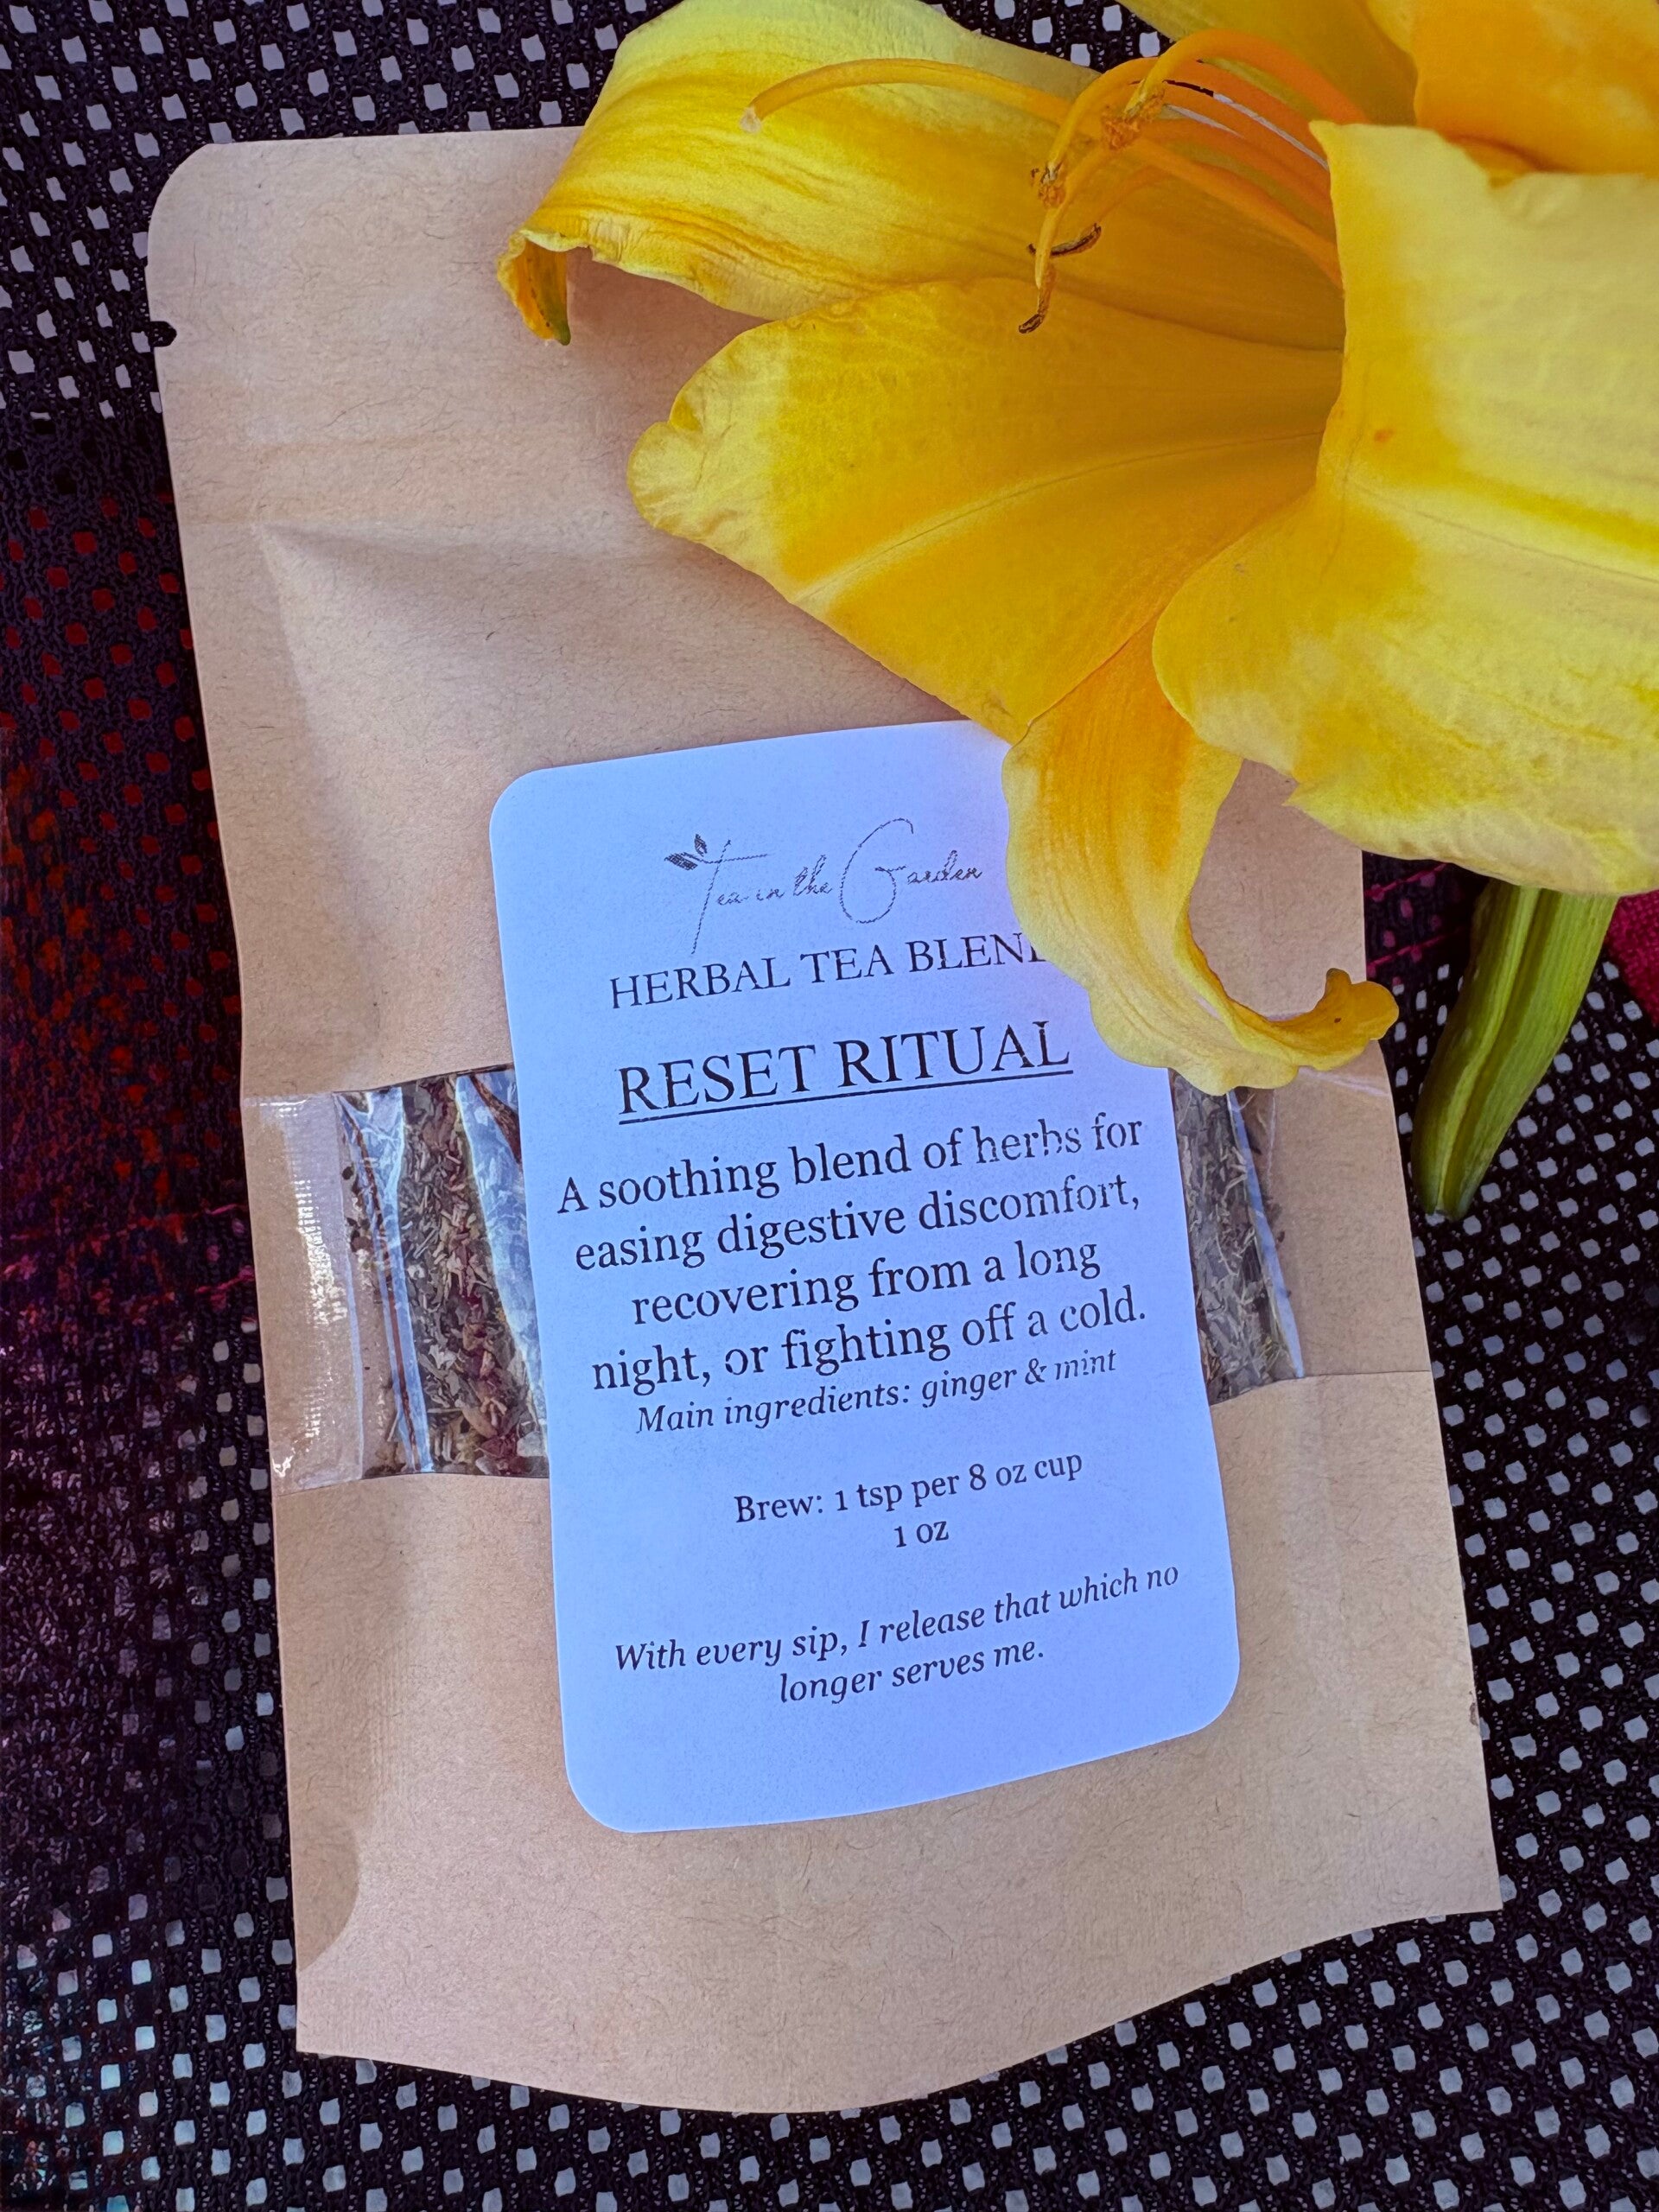 Tea in the Garden
HERBAL TEA BLEND
RESET RITUAL
A soothing blend of herbs for
easing digestive discomfort,
recovering from a long
night, or fighting off a cold.
Main ingredients: ginger & mint
Brew: 1 tsp per 8 oz cup
1 oz
With every sip, I release that which no
longer serves me.